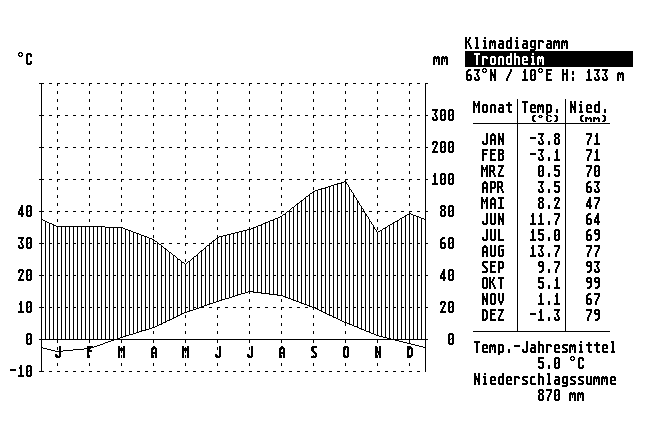 °C
mm
300
200
100
40 80
30 60
20 40
10 20
0 0
-10
J F M A M J J A S O N D
Klimadiagramm
Trondheim
63°N / 10°E H: 133 m
Monat Temp. Nied.
(°C) (mm)
JAN -3.8 71
FEB -3.1 71
MRZ 0.5 70
APR 3.5 63
MAI 8.2 47
JUN 11.7 64
JUL 15.0 69
AUG 13.7 77
SEP 9.7 93
OKT 5.1 99
NOV 1.1 67
DEZ -1.3 79
Temp.-Jahresmittel
5.0 °C
Niederschlagssumme
870 mm